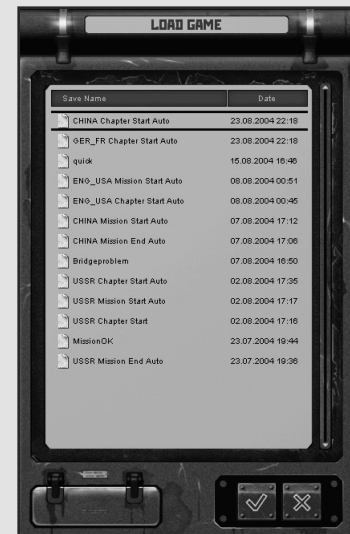 LOAD GAME
Save Name Date
CHINA Chapter Start Auto 23.08.2004 22:18
GER_FR Chapter Start Auto 23.08.2004 22:18
quick 15.08.2004 16:46
ENG_USA Mission Start Auto 08.08.2004 00:51
ENG_USA Chapter Start Auto 08.08.2004 00:45
CHINA Mission Start Auto 07.08.2004 17:12
CHINA Mission End Auto 07.08.2004 17:06
Bridgeproblem 07.08.2004 16:50
USSR Chapter Start Auto 02.08.2004 17:35
USSR Mission Start Auto 02.08.2004 17:17
USSR Chapter Start 02.08.2004 17:16
MissionOK 23.07.2004 19:44
USSR Mission End Auto 23.07.2004 19:36